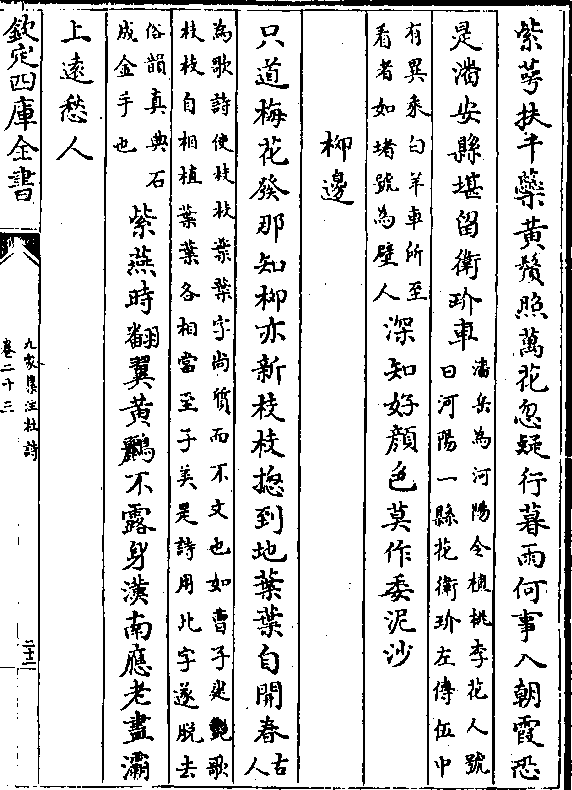 紫萼扶千蘂黄鬚照萬花忽疑行暮雨何事入朝霞恐
是潘安縣堪留衛玠車潘岳為河陽令植桃李花人號
曰河陽一縣花衛玠左傳伍中
有異乘白羊車所至
看者如堵號為璧人深知好顔色莫作委泥沙
柳邊
只道梅花發那知柳亦新枝枝揔到地葉葉自開春古
人
為歌詩使枝枝葉葉字尚質而不文也如曹子建豔歌
枝枝自相植葉葉各相當至子美是詩用此字遂脱去
俗韻真典石
成金手也紫燕時翻翼黄鸝不露身漢南應老盡灞
上逺愁人
欽定四庫全書
九家集注杜詩
卷二十三
二十三